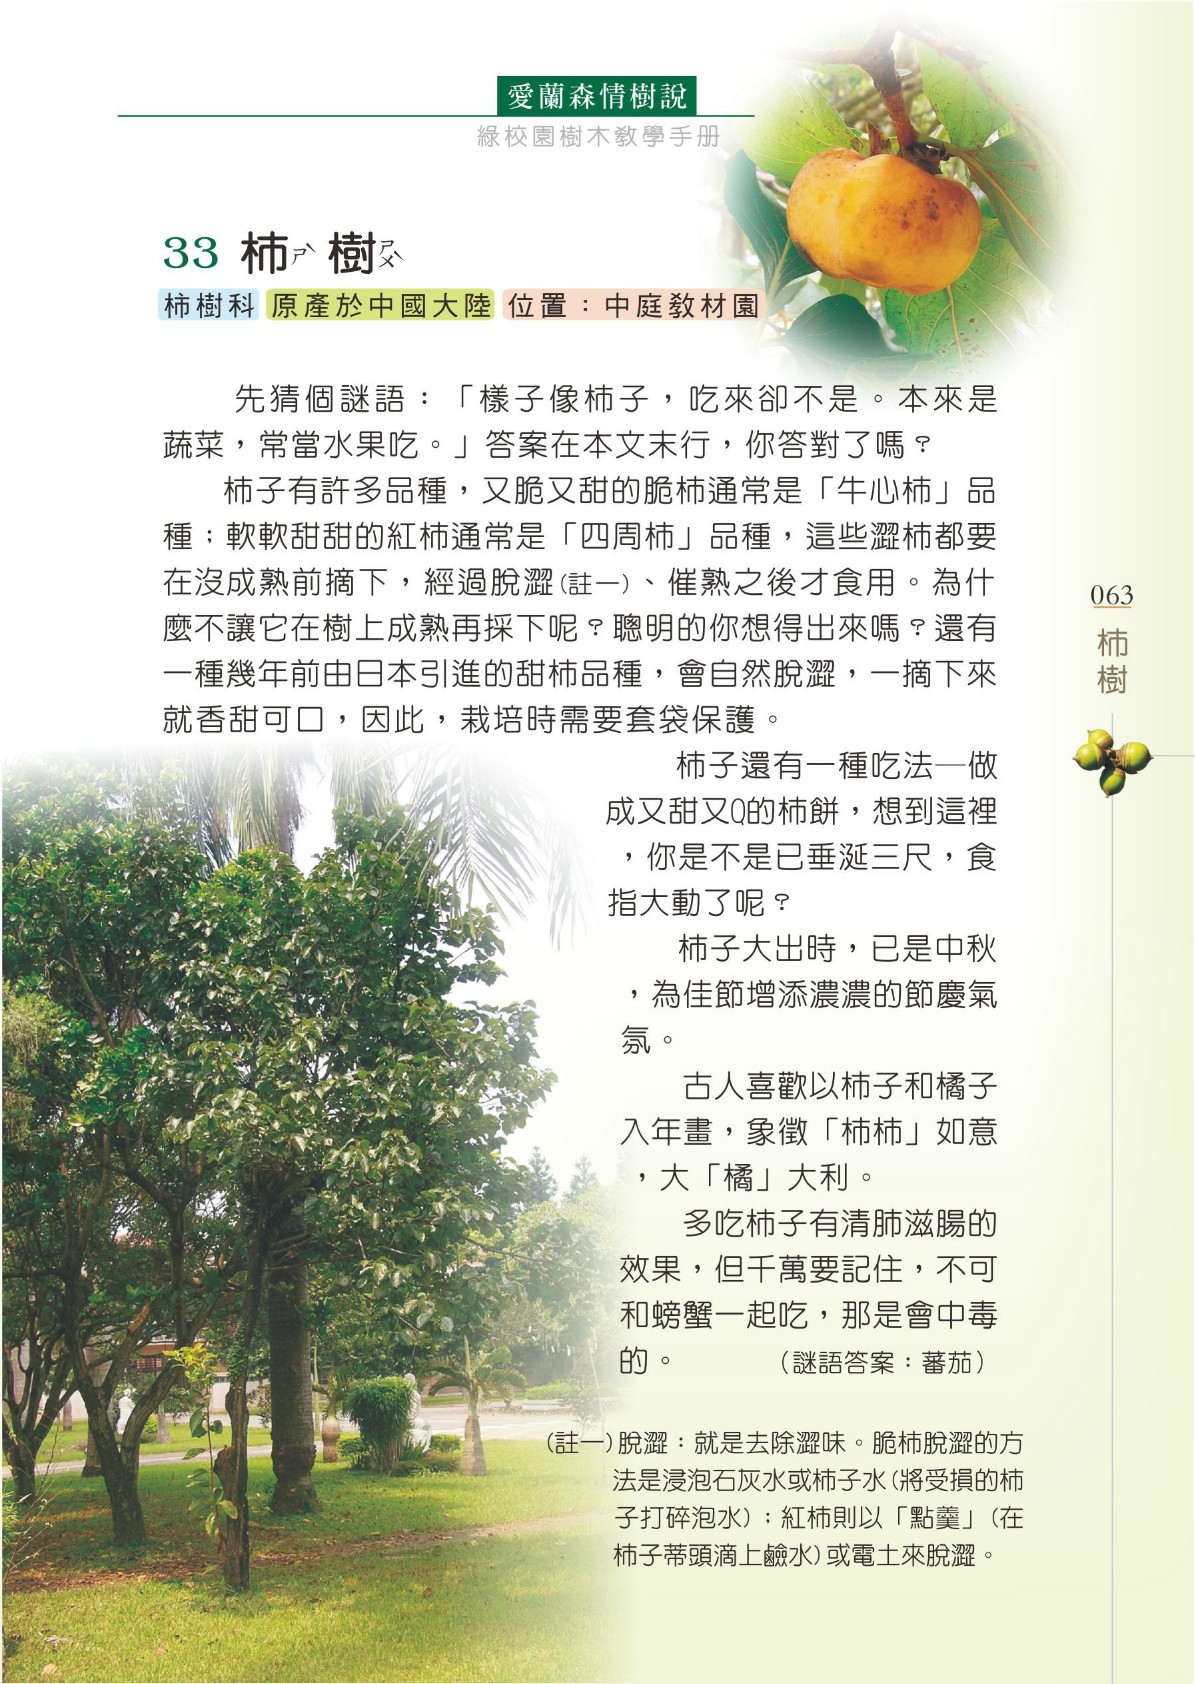 愛蘭森情樹說
綠校園樹木教學手册
33 柿ㄕˋ樹ㄕㄨˋ
柿樹科 原產於中國大陸 位置：中庭教材園
先猜個謎語：「樣子像柿子，吃來卻不是。本來是
蔬菜，常當水果吃。」答案在本文末行，你答對了嗎？
柿子有許多品種，又脆又甜的脆柿通常是「牛心柿」品
種；軟軟甜甜的紅柿通常是「四周柿」品種，這些澀柿都要
在沒成熟前摘下，經過脫澀(註一)、催熟之後才食用。為什
麼不讓它在樹上成熟再採下呢？聰明的你想得出來嗎？還有
一種幾年前由日本引進的甜柿品種，會自然脫澀，一摘下來
就香甜可口，因此，栽培時需要套袋保護。
柿子還有一種吃法─做
成又甜又Q的柿餅，想到這裡
，你是不是已垂涎三尺，食
指大動了呢？
柿子大出時，已是中秋
，為佳節增添濃濃的節慶氣
氛。
古人喜歡以柿子和橘子
入年畫，象徵「柿柿」如意
，大「橘」大利。
多吃柿子有清肺滋腸的
效果，但千萬要記住，不可
和螃蟹一起吃，那是會中毒
的。 （謎語答案：蕃茄）
(註一)脫澀：就是去除澀味。脆柿脫澀的方
法是浸泡石灰水或柿子水(將受損的柿
子打碎泡水)；紅柿則以「點羹」(在
柿子蒂頭滴上鹼水)或電土來脫澀。
063
柿樹